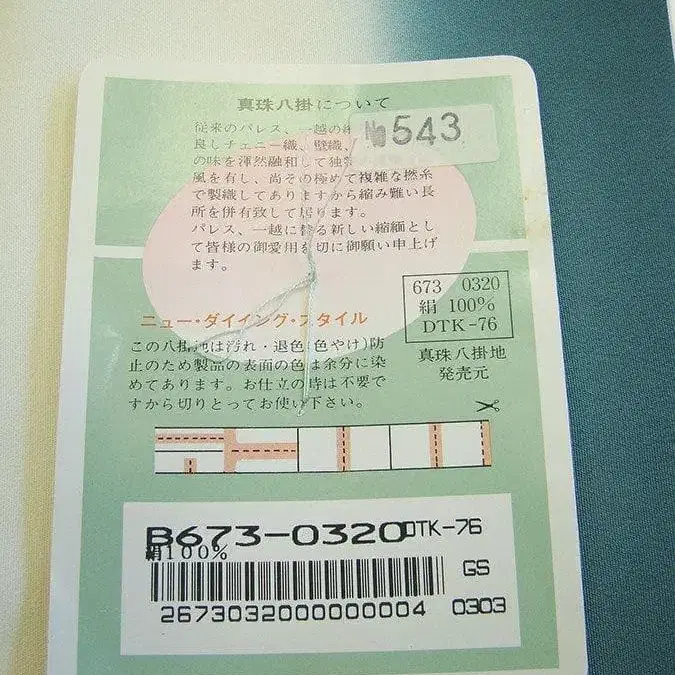 真珠八掛について
従来のパレス、一越の
№543
良しチェニー織、壁織、
の味を渾然融和して独
風を有し、尚その極めて複雑な撚糸
で製織してありますから縮み難い長
所を併有致して居ります。
パレス、一越に替る新しい縮緬とし
て皆様の御愛用を切に御願い申上げ
ます。
673 0320
絹 100%
DTK-76
真珠八掛地
発売元
ニュー・ダイイング・スタイル
この八掛地は汚れ・退色(色やけ)防
止のため製品の表面の色は余分に染
めてあります。お仕立の時は不要で
すから切りとってお使い下さい。
B673-0320 DTK-76
絹100%
GS
2673032000000004 0303